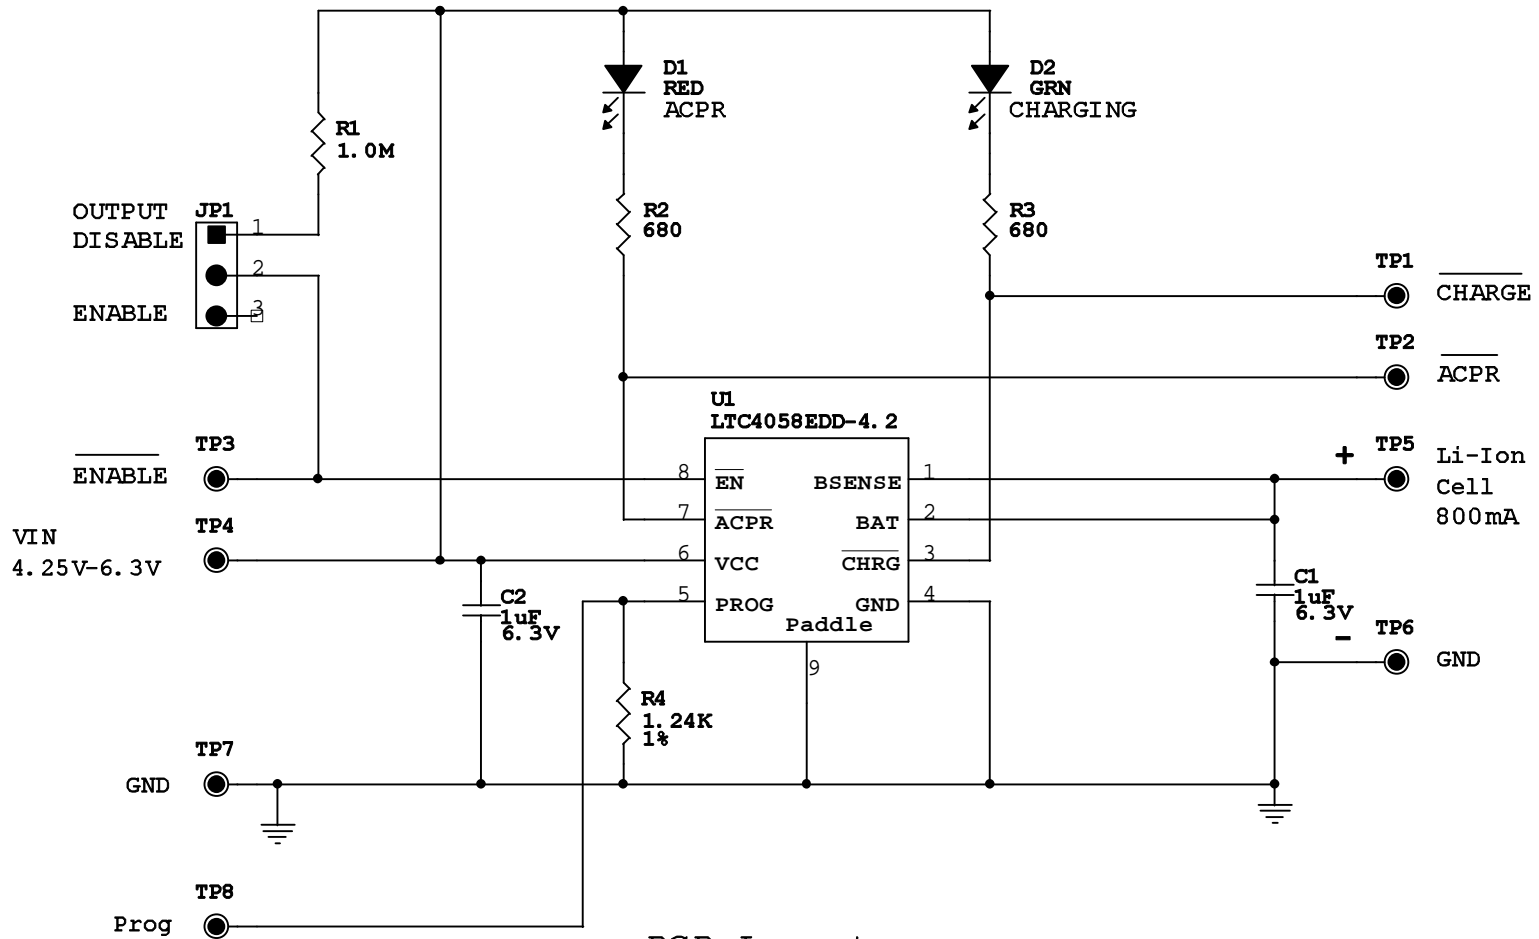 D1
RED
ACPR
D2
GRN
CHARGING
R1
1.0M
OUTPUT
DISABLE
ENABLE
JP1
1
2
3
R2
680
R3
680
TP1
CHARGE
TP2
ACPR
U1
LTC4058EDD-4.2
TP3
ENABLE
TP4
VIN
4.25V-6.3V
8
7
6
5
EN
ACPR
VCC
PROG
BSENSE
BAT
CHRG
GND
Paddle
1
2
3
4
9
+
TP5
Li-Ion
Cell
800mA
C1
1uF
6.3V
-
TP6
GND
C2
1uF
6.3V
R4
1.24K
1%
TP7
GND
TP8
Prog